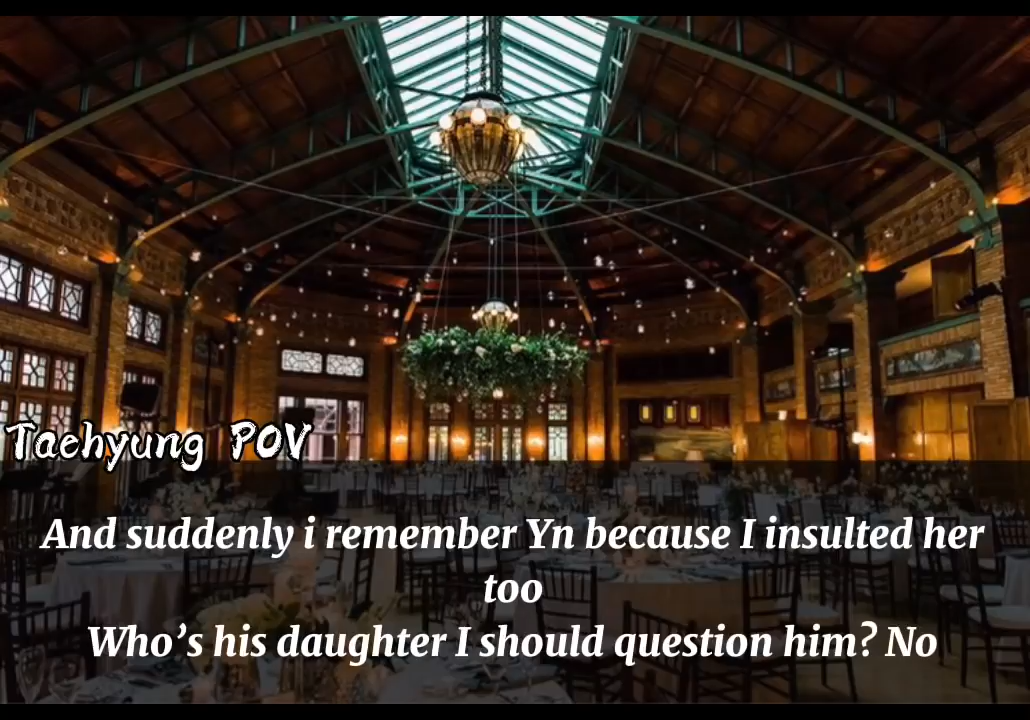 Taehyung POV
And suddenly i remember Yn because I insulted her
too
Who’s his daughter I should question him? No